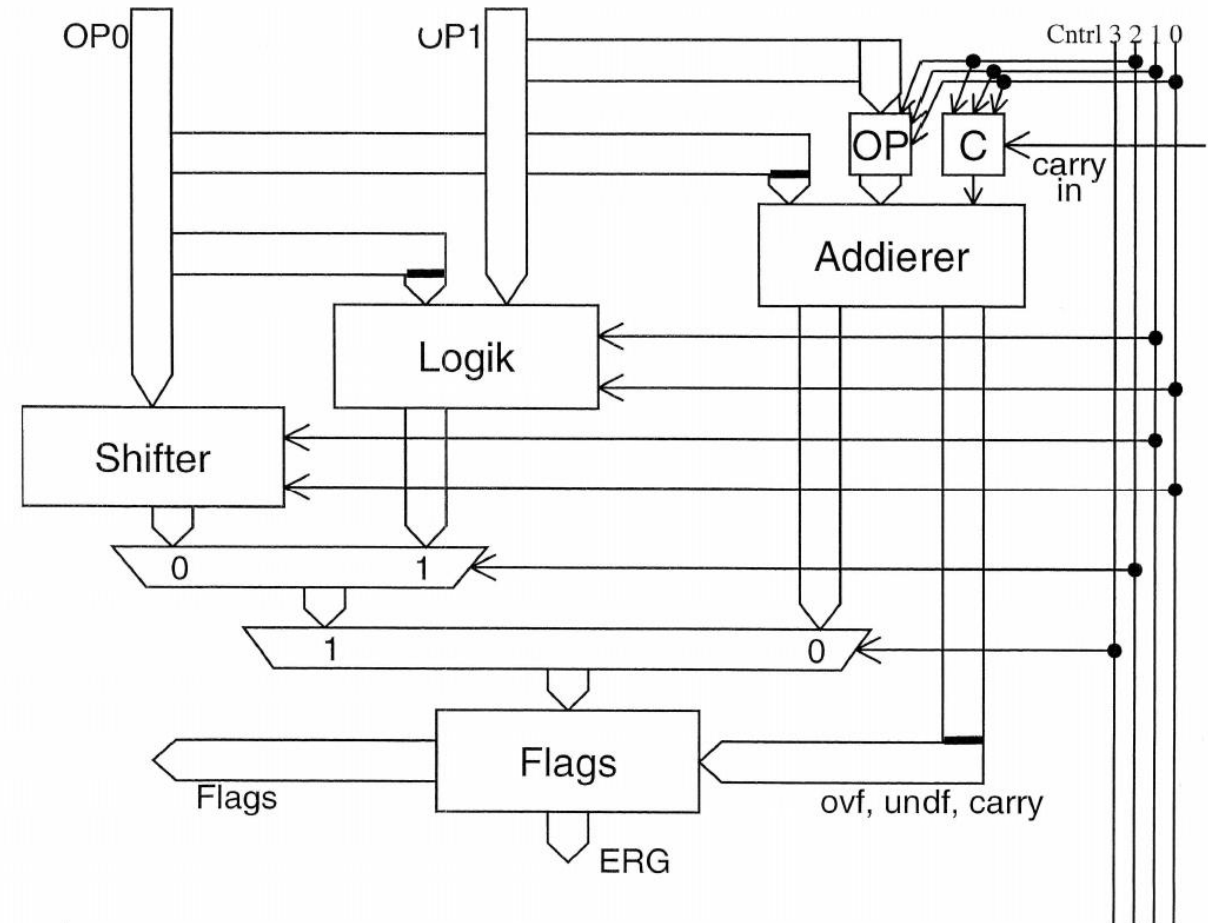 OP0
OP1
Cntrl 3 2 1 0
OP
C
carry
in
Addierer
Logik
Shifter
0
1
1
0
Flags
Flags
ovf, undf, carry
ERG